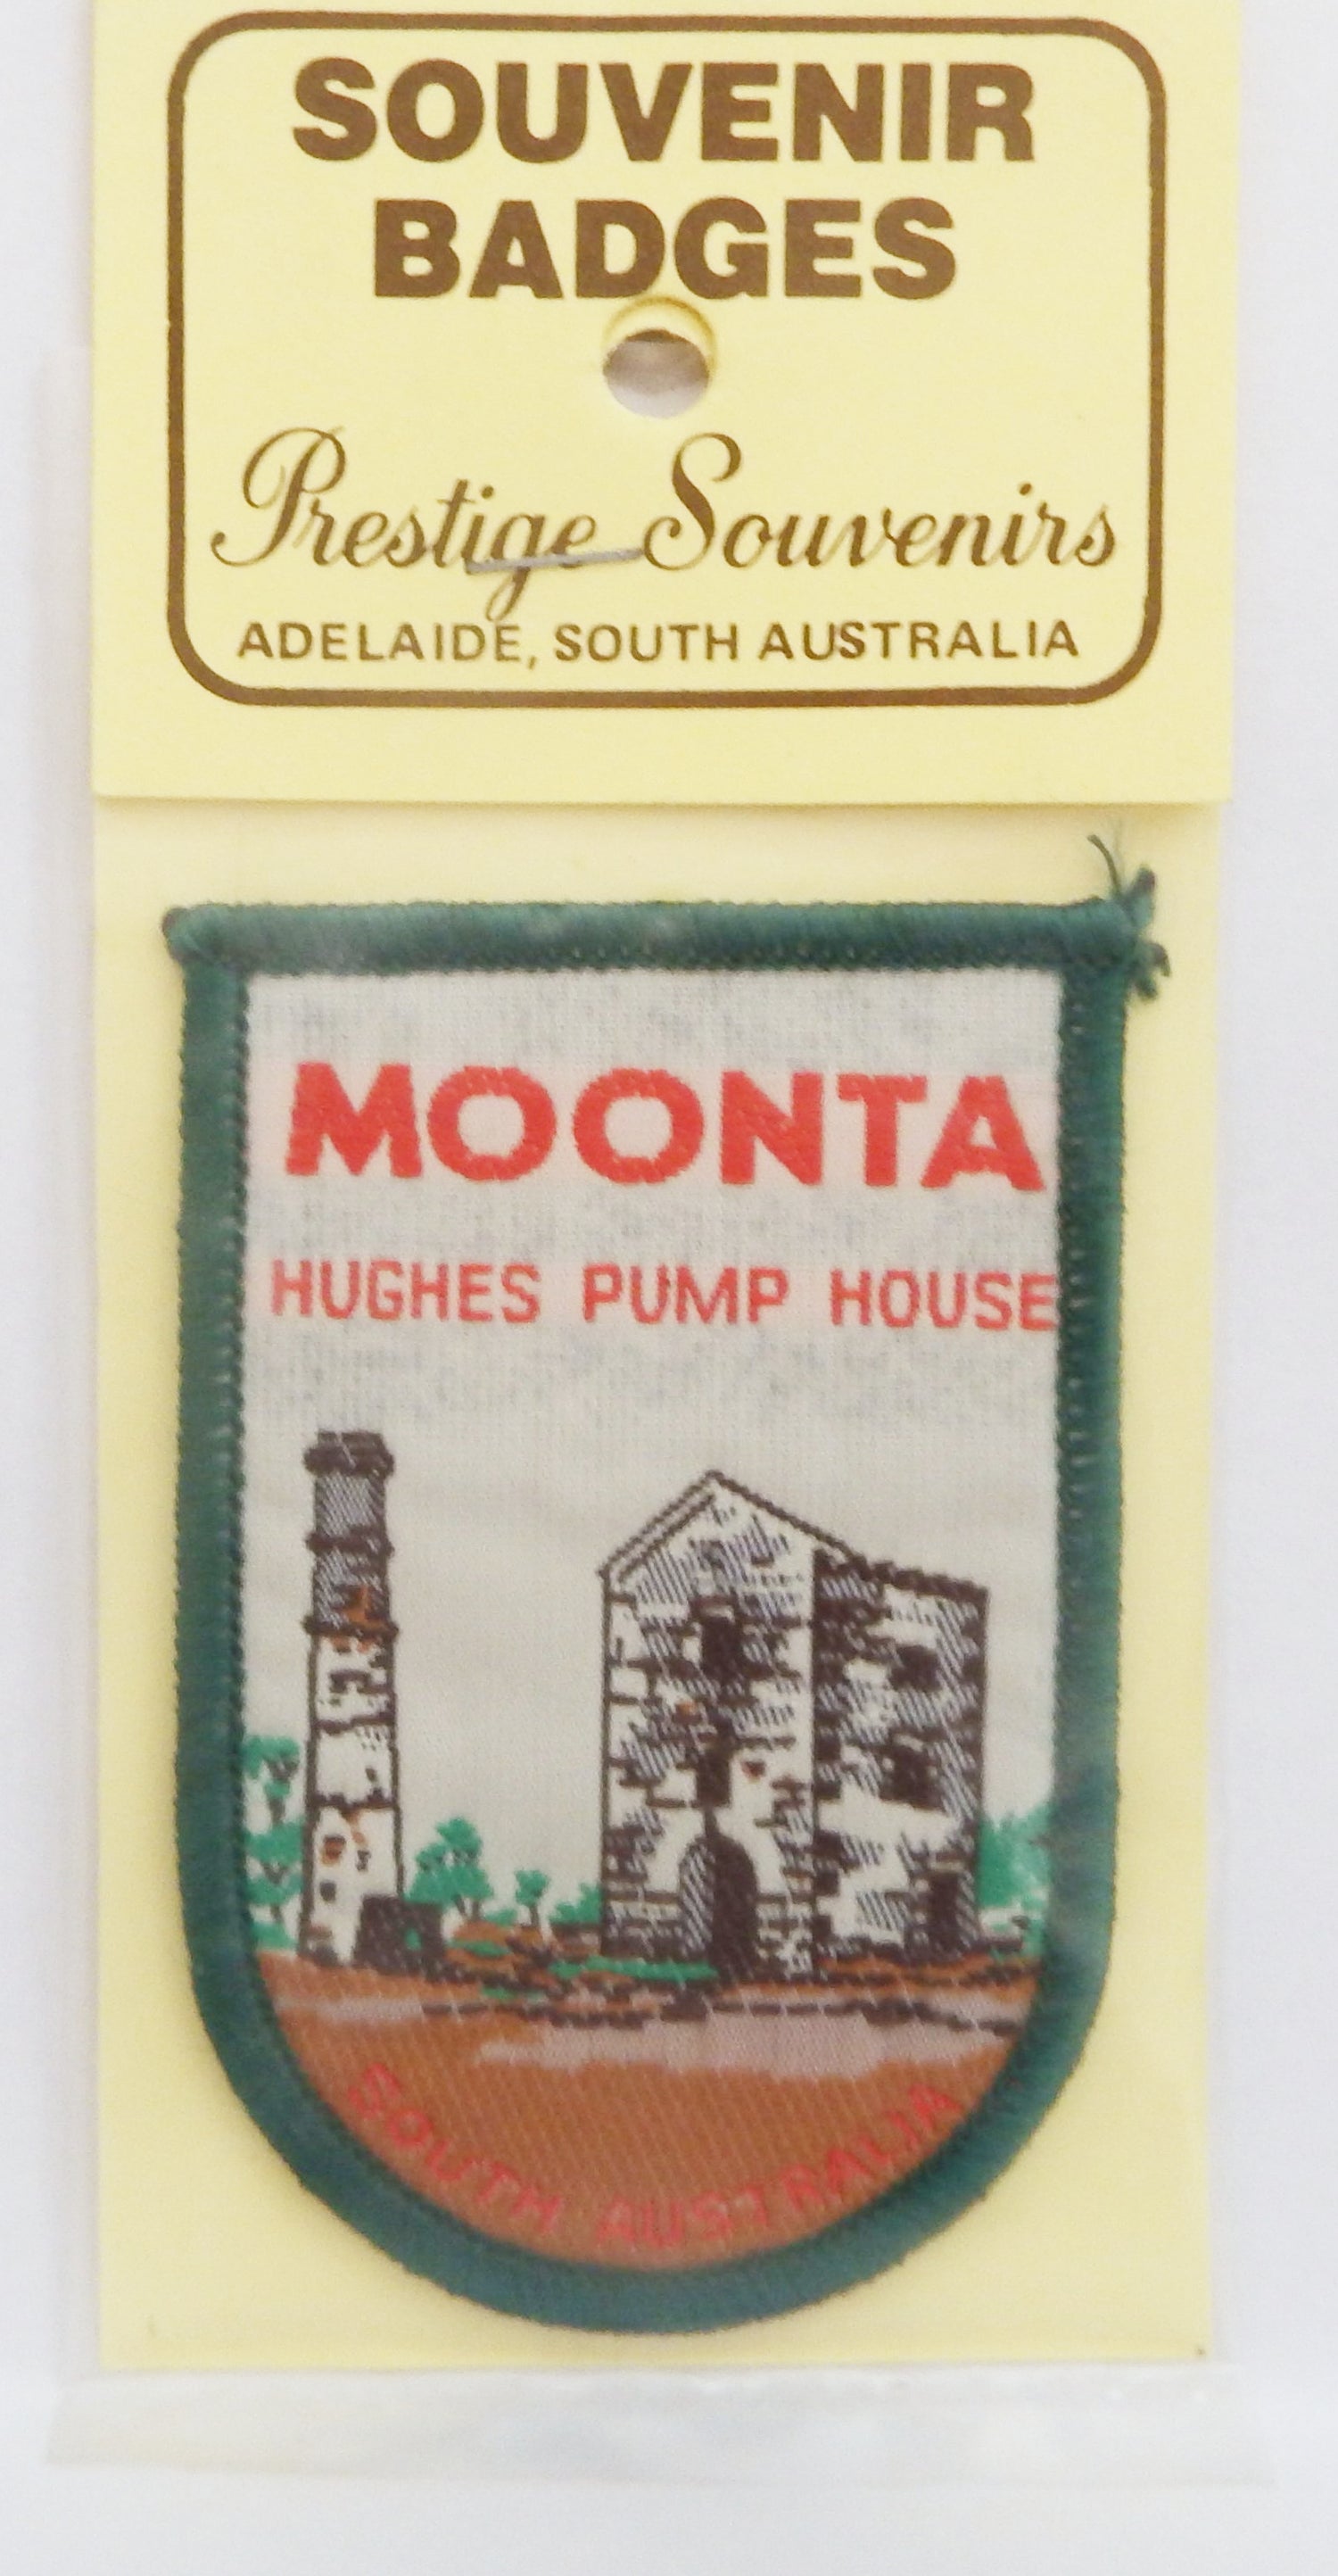 SOUVENIR
BADGES
Prestige Souvenirs
ADELAIDE, SOUTH AUSTRALIA
MOONTA
HUGHES PUMP HOUSE
SOUTH AUSTRALIA